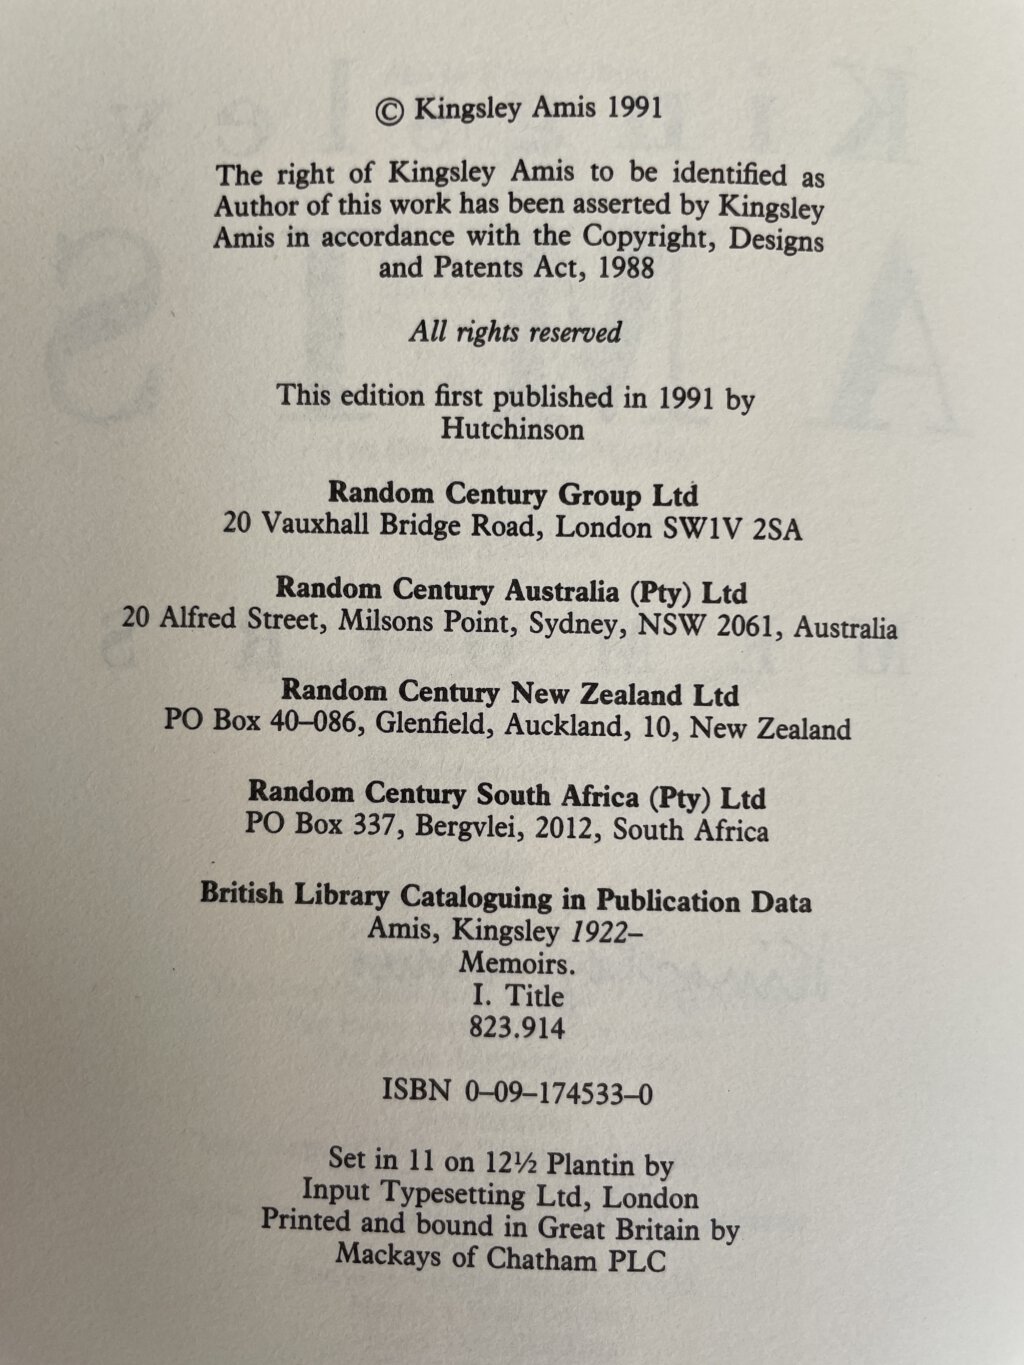 © Kingsley Amis 1991
The right of Kingsley Amis to be identified as
Author of this work has been asserted by Kingsley
Amis in accordance with the Copyright, Designs
and Patents Act, 1988
All rights reserved
This edition first published in 1991 by
Hutchinson
Random Century Group Ltd
20 Vauxhall Bridge Road, London SW1V 2SA
Random Century Australia (Pty) Ltd
20 Alfred Street, Milsons Point, Sydney, NSW 2061, Australia
Random Century New Zealand Ltd
PO Box 40–086, Glenfield, Auckland, 10, New Zealand
Random Century South Africa (Pty) Ltd
PO Box 337, Bergvlei, 2012, South Africa
British Library Cataloguing in Publication Data
Amis, Kingsley 1922–
Memoirs.
I. Title
823.914
ISBN 0–09–174533–0
Set in 11 on 12½ Plantin by
Input Typesetting Ltd, London
Printed and bound in Great Britain by
Mackays of Chatham PLC